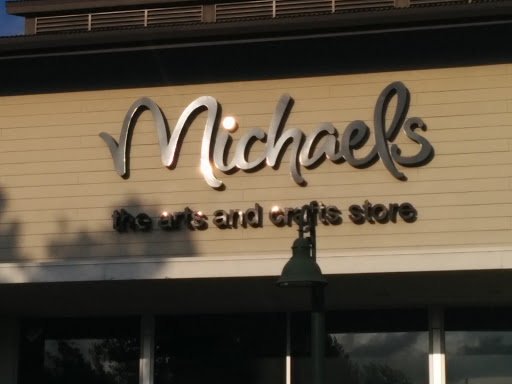 Michaels
the arts and crafts store